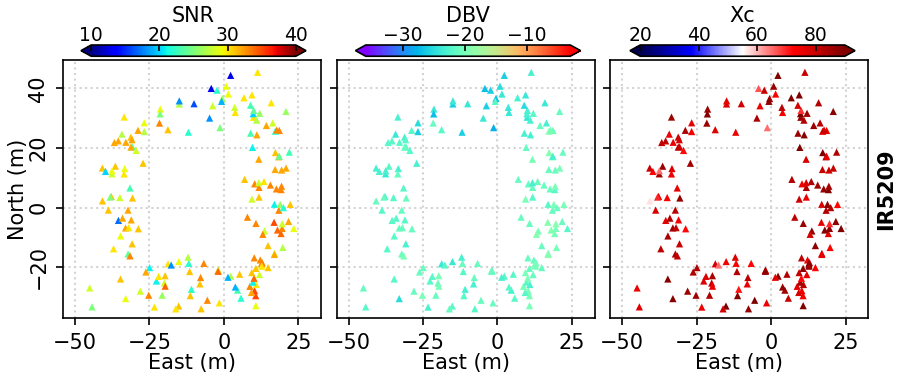 SNR DBV Xc
10 20 30 40 −30 −20 −10 20 40 60 80
North (m)
40
20
0
−20
−50 −25 0 25 −50 −25 0 25 −50 −25 0 25
East (m) East (m) East (m)
IR5209